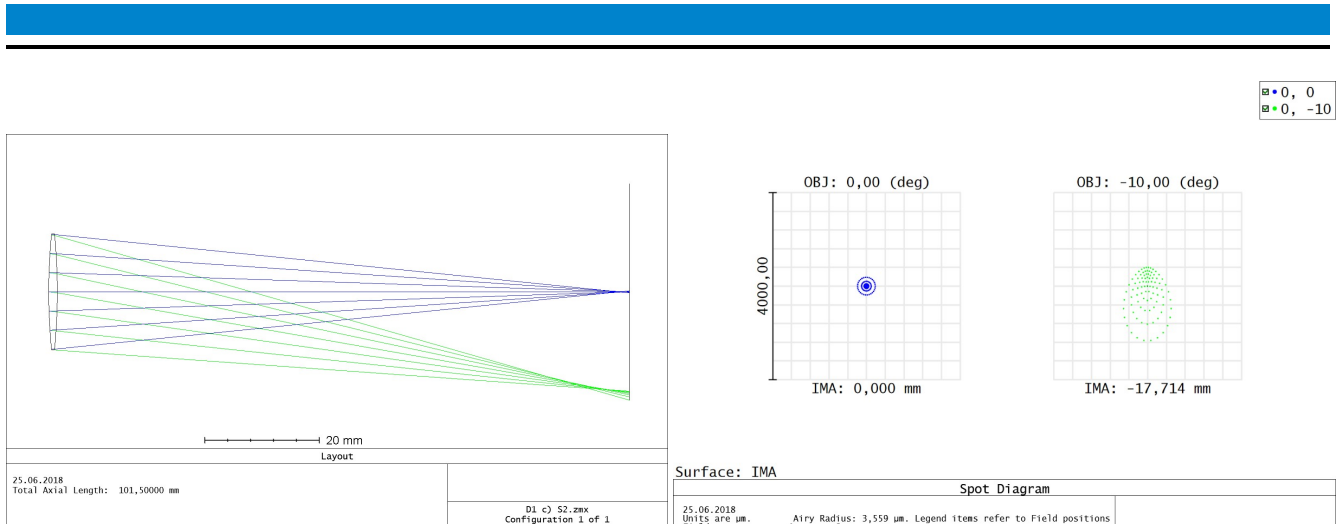 0, 0
0, -10
20 mm
Layout
25.06.2018
Total Axial Length: 101,50000 mm
D1 c) S2.zmx
Configuration 1 of 1
OBJ: 0,00 (deg)
OBJ: -10,00 (deg)
4000,00
IMA: 0,000 mm
IMA: -17,714 mm
Surface: IMA
Spot Diagram
25.06.2018
Units are µm. Airy Radius: 3,559 µm. Legend items refer to Field positions